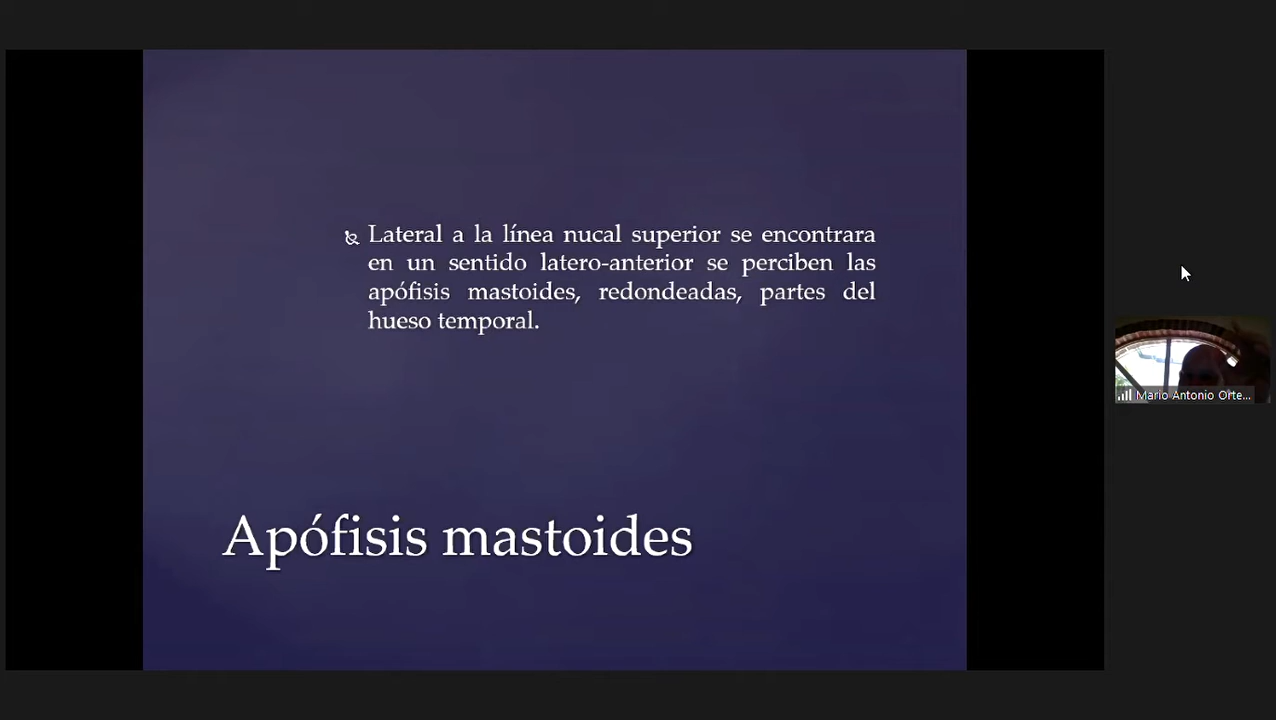 Lateral a la línea nucal superior se encontrara
en un sentido latero-anterior se perciben las
apófisis mastoides, redondeadas, partes del
hueso temporal.
Apófisis mastoides
Mario Antonio Orte...